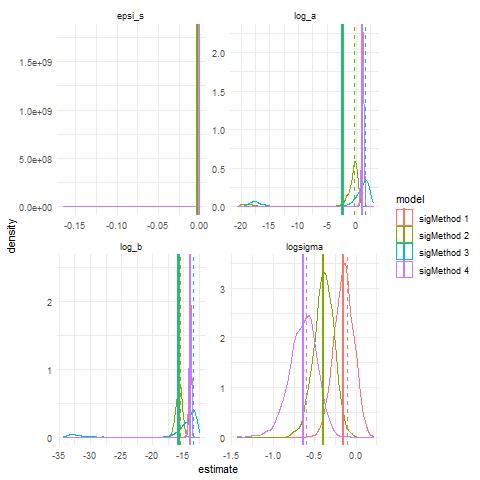 epsi_s
log_a
1.5e+09
1.0e+09
5.0e+08
0.0e+00
2.0
1.5
1.0
0.5
0.0
-0.15
-0.10
-0.05
0.00
-20
-15
-10
-5
0
density
log_b
logsigma
2
1
0
3
2
1
0
-35
-30
-25
-20
-15
-1.5
-1.0
-0.5
0.0
estimate
model
sigMethod 1
sigMethod 2
sigMethod 3
sigMethod 4